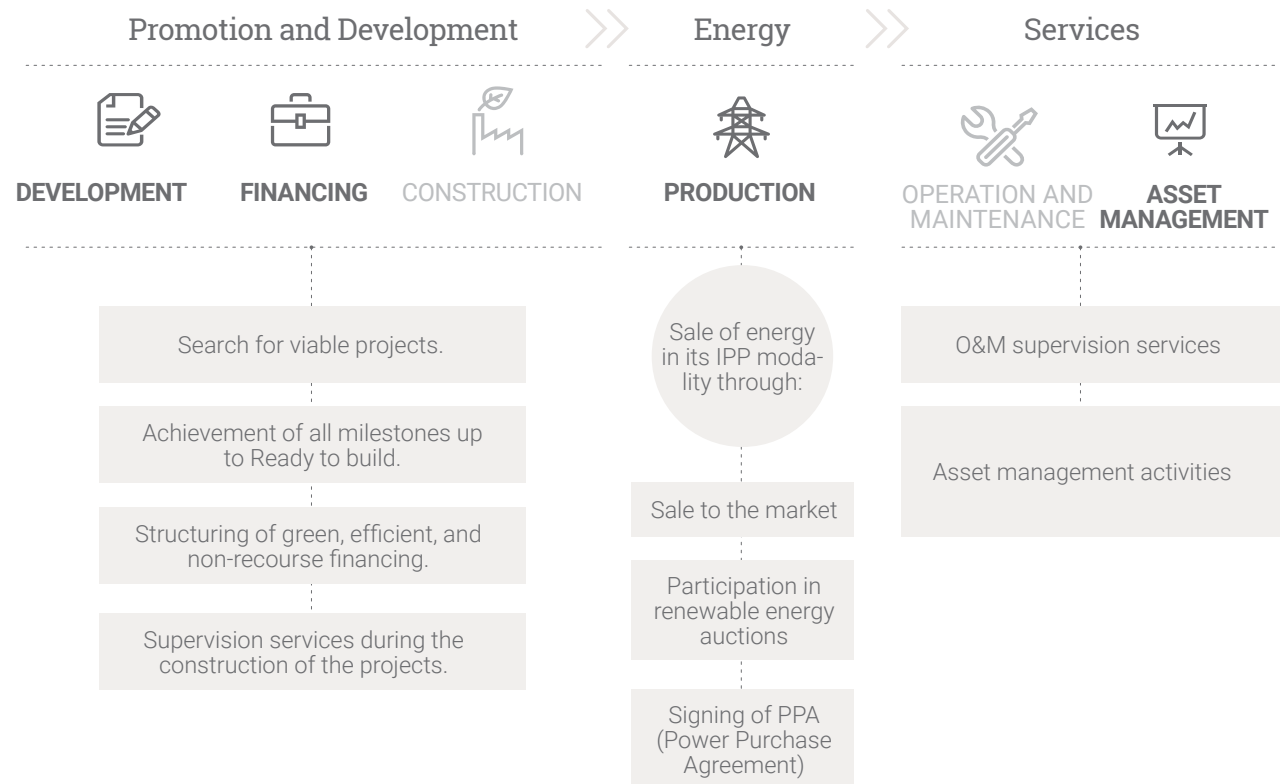 Promotion and Development
Energy
Services
DEVELOPMENT
FINANCING
CONSTRUCTION
PRODUCTION
OPERATION AND
MAINTENANCE
ASSET
MANAGEMENT
Search for viable projects.
Achievement of all milestones up
to Ready to build.
Structuring of green, efficient, and
non-recourse financing.
Supervision services during the
construction of the projects.
Sale of energy
in its IPP moda-
lity through:
Sale to the market
Participation in
renewable energy
auctions
Signing of PPA
(Power Purchase
Agreement)
O&M supervision services
Asset management activities